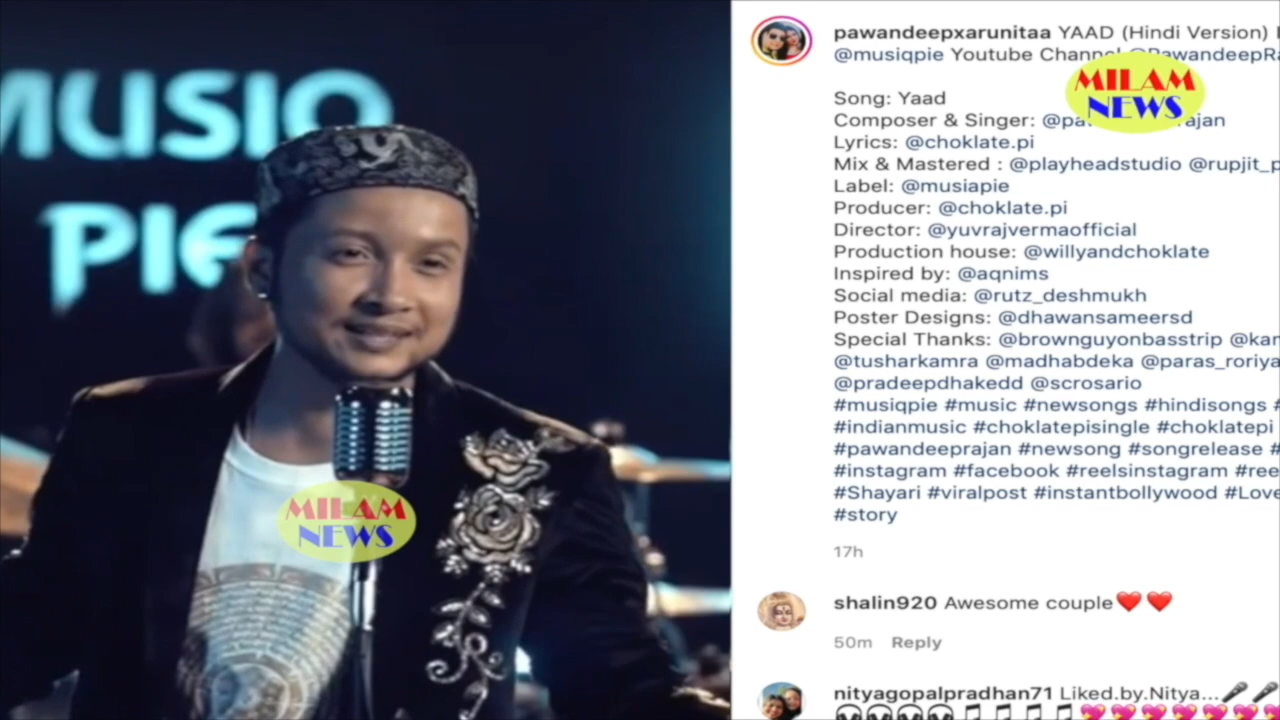 MUSIQ
PIE
MILAM
NEWS
pawandeepxarunitaa YAAD (Hindi Version)
@musiqpie Youtube Channel
MILAM
NEWS
Song: Yaad
Composer & Singer:
Lyrics: @choklate.pi
Mix & Mastered : @playheadstudio @rupjit_p
Label: @musiapie
Producer: @choklate.pi
Director: @yuvrajvermaofficial
Production house: @willyandchoklate
Inspired by: @aqnims
Social media: @rutz_deshmukh
Poster Designs: @dhawansameersd
Special Thanks: @brownguyonbasstrip @kar
@tusharkamra @madhabdeka @paras_roriya
@pradeepdhakedd @scrosario
#musiqpie #music #newsongs #hindisongs #
#indianmusic #choklatepisingle #choklatepi
#pawandeeprajan #newsong #songrelease #
#instagram #facebook #reelsinstagram #ree
#Shayari #viralpost #instantbollywood #Love
#story
17h
shalin920 Awesome couple❤️❤️
50m Reply
nityagopalpradhan71 Liked.by.Nitya...🎤🎤
🎧🎧🎧🎧🎵🎵🎵🎵💖💖💖💖💖💖